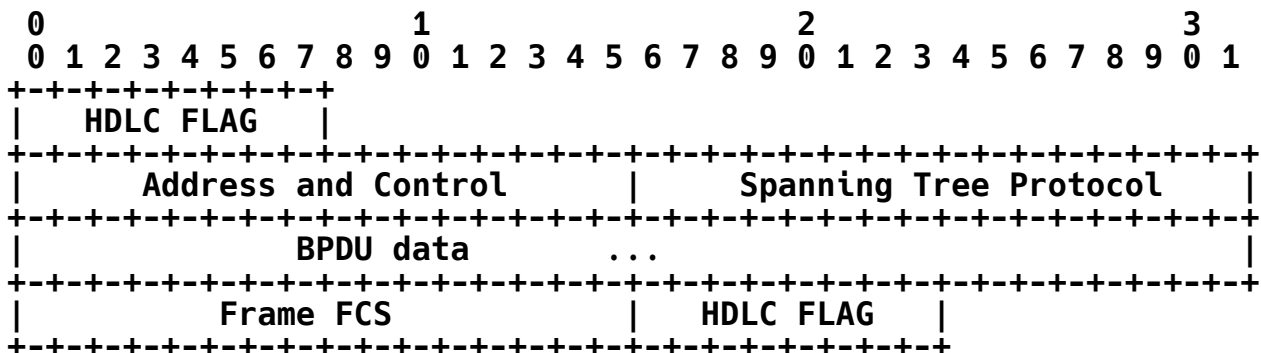 0                   1                   2                   3
 0 1 2 3 4 5 6 7 8 9 0 1 2 3 4 5 6 7 8 9 0 1 2 3 4 5 6 7 8 9 0 1
+-+-+-+-+-+-+-+-+
|   HDLC FLAG   |
+-+-+-+-+-+-+-+-+-+-+-+-+-+-+-+-+-+-+-+-+-+-+-+-+-+-+-+-+-+-+-+-+
|      Address and Control      |     Spanning Tree Protocol    |
+-+-+-+-+-+-+-+-+-+-+-+-+-+-+-+-+-+-+-+-+-+-+-+-+-+-+-+-+-+-+-+-+
|              BPDU data       ...                              |
+-+-+-+-+-+-+-+-+-+-+-+-+-+-+-+-+-+-+-+-+-+-+-+-+-+-+-+-+-+-+-+-+
|          Frame FCS            |   HDLC FLAG   |
+-+-+-+-+-+-+-+-+-+-+-+-+-+-+-+-+-+-+-+-+-+-+-+-+